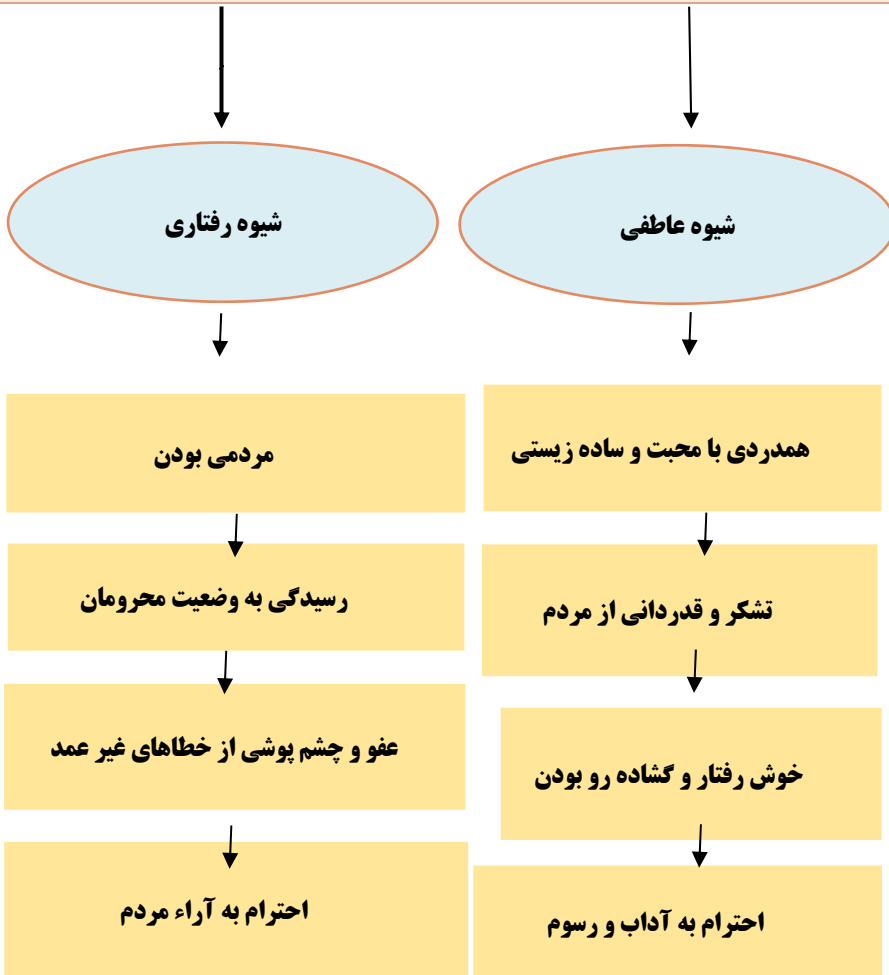 شیوه عاطفی
همدردی با محبت و ساده زیستی
تشکر و قدردانی از مردم
خوش رفتار و گشاده رو بودن
احترام به آداب و رسوم
شیوه رفتاری
مردمی بودن
رسیدگی به وضعیت محرومان
عفو و چشم پوشی از خطاهای غیر عمد
احترام به آراء مردم